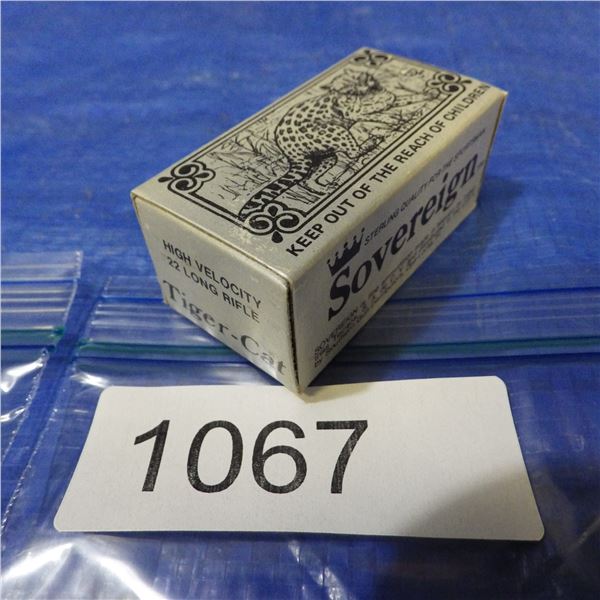 KEEP OUT OF THE REACH OF CHILDREN
STERLING QUALITY FOR THE SPORTSMAN
Sovereign
HIGH VELOCITY
22 LONG RIFLE
Tiger-Cat
1067